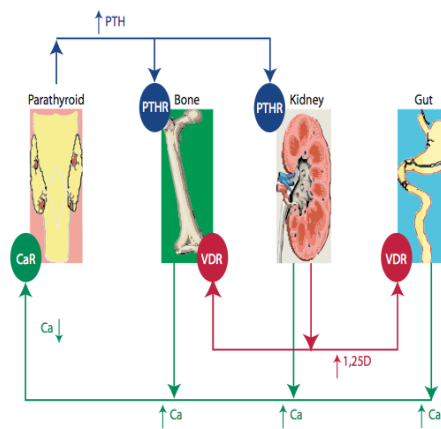 ↑ PTH
Parathyroid
PTHR Bone
PTHR Kidney
Gut
CaR
VDR
VDR
Ca ↓
↑ 1,25D
↑ Ca
↑ Ca
↑ Ca